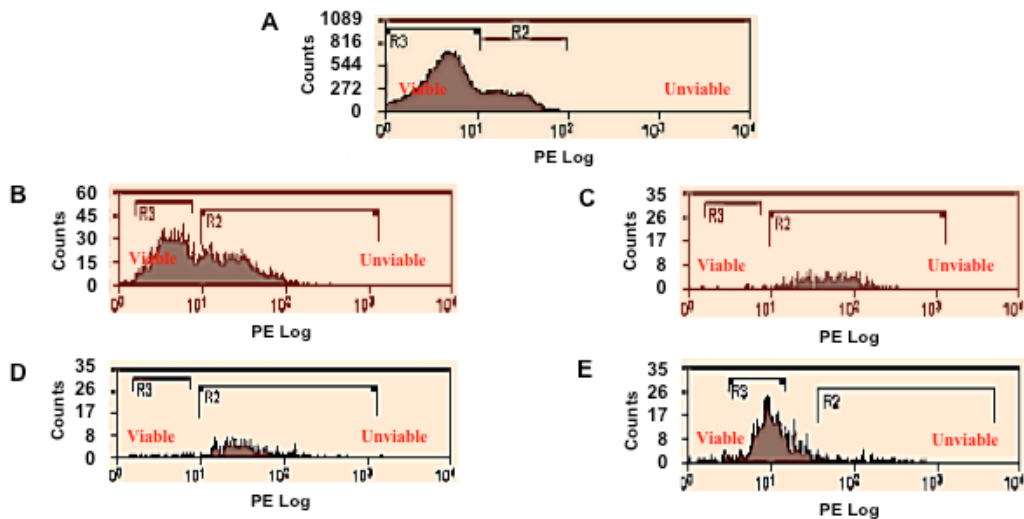 A
1089
816
544
272
0
Counts
R3
R2
Viable
Unviable
10⁰ 10¹ 10² 10³ 10⁴
PE Log
B
60
45
30
15
0
Counts
R3
R2
Viable
Unviable
10⁰ 10¹ 10² 10³ 10⁴
PE Log
C
35
26
17
8
0
Counts
R3
R2
Viable
Unviable
10⁰ 10¹ 10² 10³ 10⁴
PE Log
D
35
26
17
8
0
Counts
R3
R2
Viable
Unviable
10⁰ 10¹ 10² 10³ 10⁴
PE Log
E
35
26
17
8
0
Counts
R3
R2
Viable
Unviable
10⁰ 10¹ 10² 10³ 10⁴
PE Log